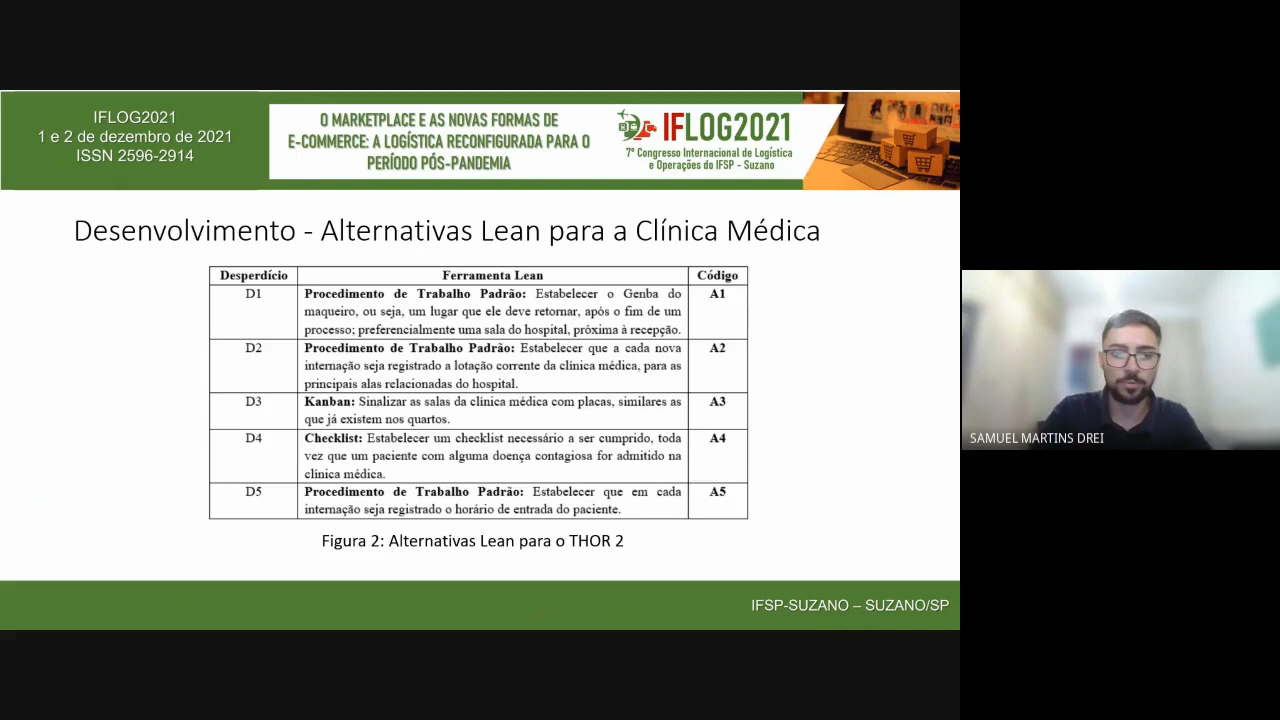 IFLOG2021
1 e 2 de dezembro de 2021
ISSN 2596-2914
O MARKETPLACE E AS NOVAS FORMAS DE
E-COMMERCE: A LOGÍSTICA RECONFIGURADA PARA O
PERÍODO PÓS-PANDEMIA
IFLOG2021
7º Congresso Internacional de Logística
e Operações do IFSP - Suzano
Desenvolvimento - Alternativas Lean para a Clínica Médica
Desperdício Ferramenta Lean Código
D1 Procedimento de Trabalho Padrão: Estabelecer o Genba do A1
maqueiro, ou seja, um lugar que ele deve retornar, após o fim de um
processo; preferencialmente uma sala do hospital, próxima à recepção.
D2 Procedimento de Trabalho Padrão: Estabelecer que a cada nova A2
internação seja registrado a lotação corrente da clínica médica, para as
principais alas relacionadas do hospital.
D3 Kanban: Sinalizar as salas da clínica médica com placas, similares as A3
que já existem nos quartos.
D4 Checklist: Estabelecer um checklist necessário a ser cumprido, toda A4
vez que um paciente com alguma doença contagiosa for admitido na
clínica médica.
D5 Procedimento de Trabalho Padrão: Estabelecer que em cada A5
internação seja registrado o horário de entrada do paciente.
Figura 2: Alternativas Lean para o THOR 2
IFSP-SUZANO – SUZANO/SP
SAMUEL MARTINS DREI